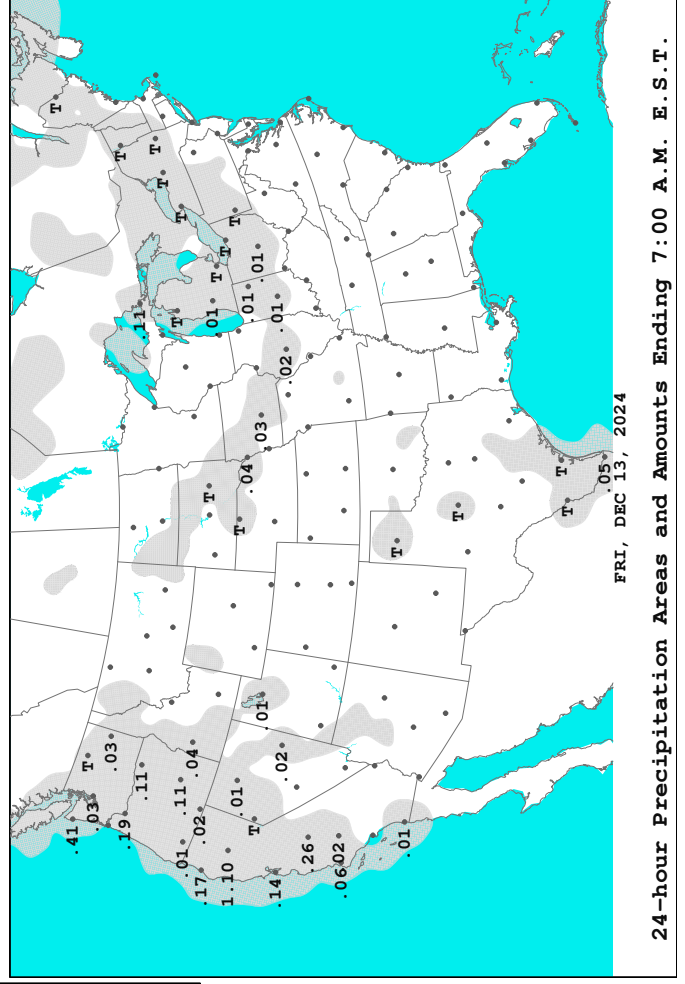 T
.41
T
.03
.03
T
.19
.11
.11
T
T
T
.11
T
.01
.04
.17
.02
T
.01
T
T
1.10
T
.01
T
.04
.01
T
.01
.03
.01
.14
.01
.02
.02
.26
.06
.02
T
.01
T
T
T
.05
FRI, DEC 13, 2024
24-hour Precipitation Areas and Amounts Ending 7:00 A.M. E.S.T.